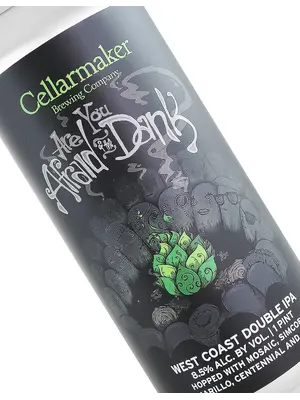 Cellarmaker
Brewing Company
Are You
Afraid of the Dank
WEST COAST DOUBLE IPA
8.5% ALC. BY VOL. | 1 PINT
HOPPED WITH MOSAIC, SIMCOE
ARILLO, CENTENNIAL AND